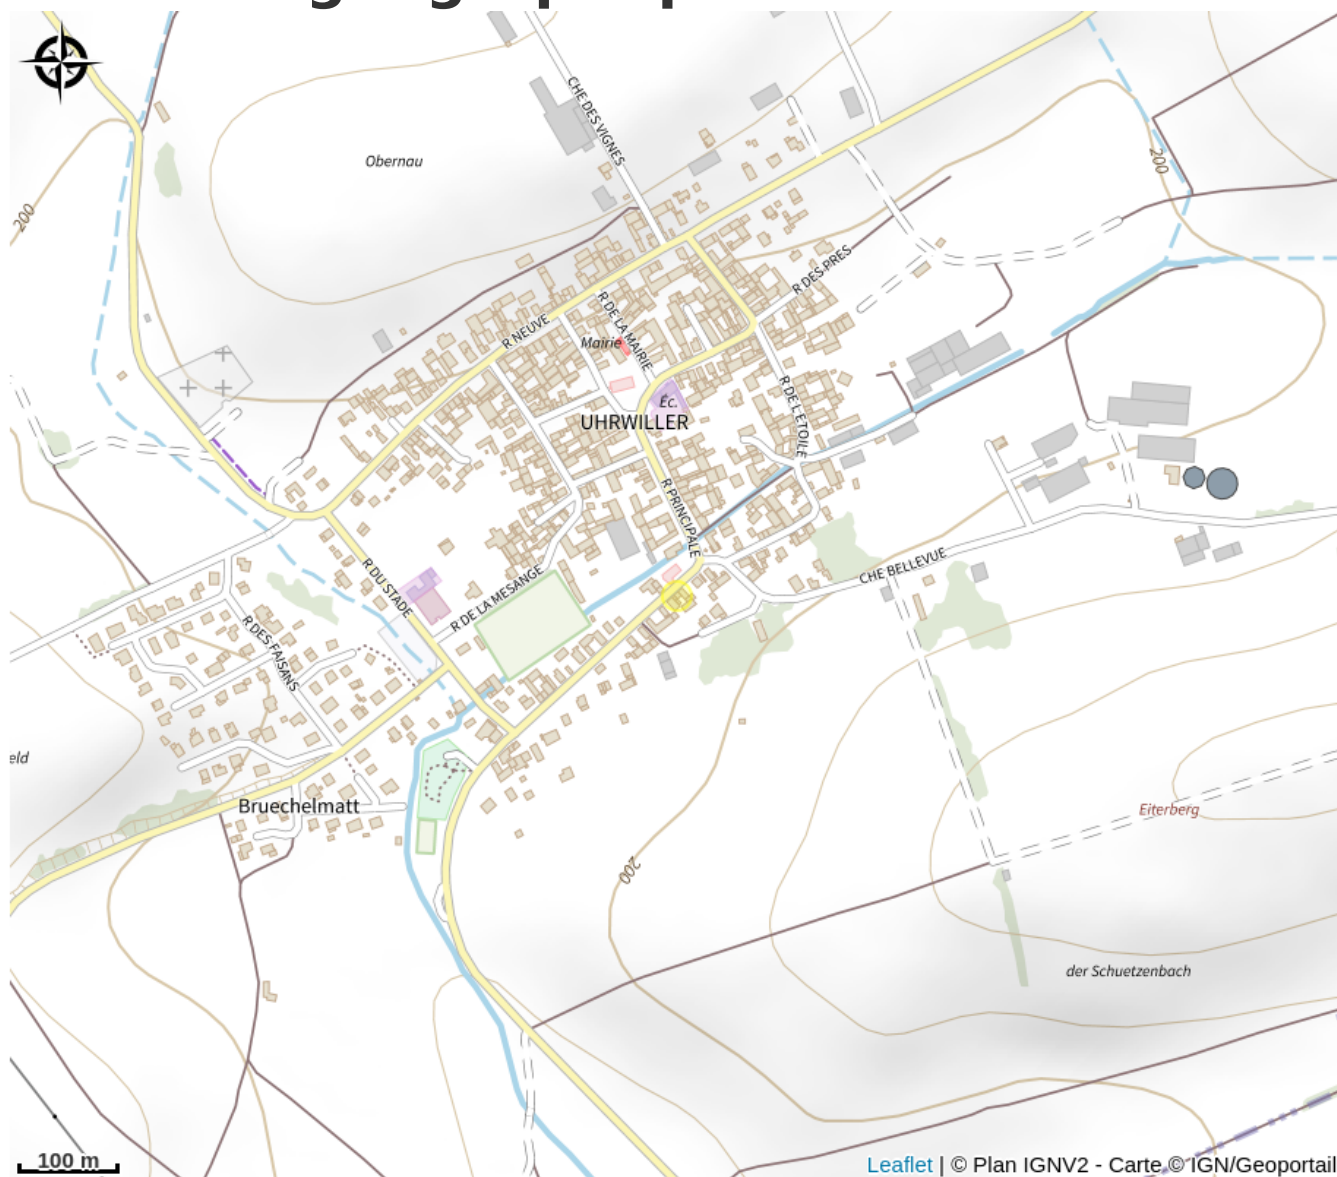 CHE DES VIGNES
Obernau
200
200
R DES PRES
R DE LA MAIRIE
R NEUVE
Mairie
Éc.
UHRWILLER
R DE L'ETOILE
R PRINCIPALE
CHE BELLEVUE
R DU STADE
R DE LA MESANGE
R DES FAISANS
eld
Bruechelmatt
Eiterberg
200
der Schuetzenbach
100 m
Leaflet | © Plan IGNV2 - Carte © IGN/Geoportail